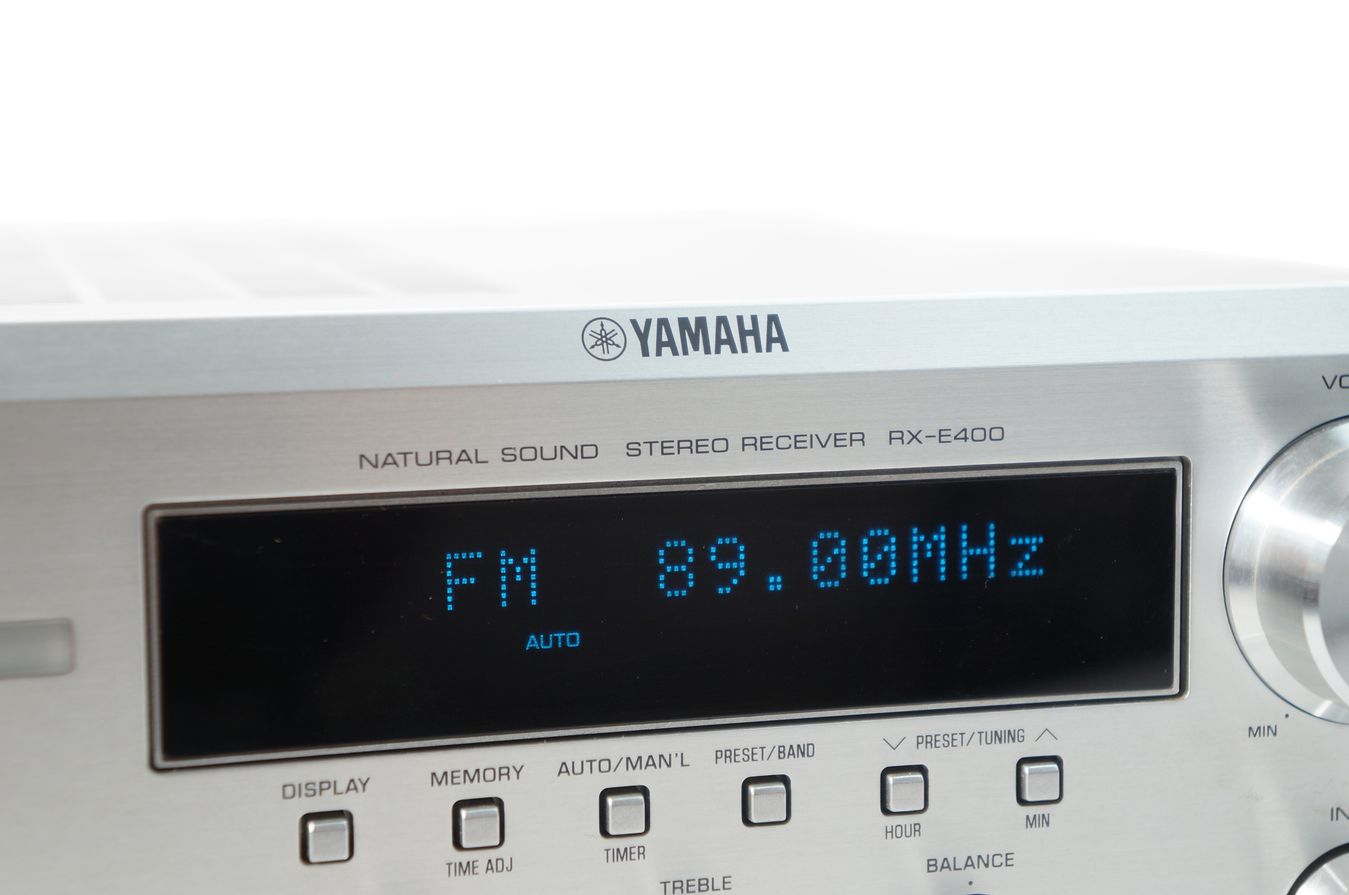 YAMAHA
NATURAL SOUND STEREO RECEIVER RX-E400
FM 89.00MHz
AUTO
MIN
DISPLAY MEMORY AUTO/MAN'L PRESET/BAND PRESET/TUNING
TIME ADJ TIMER HOUR MIN
TREBLE BALANCE